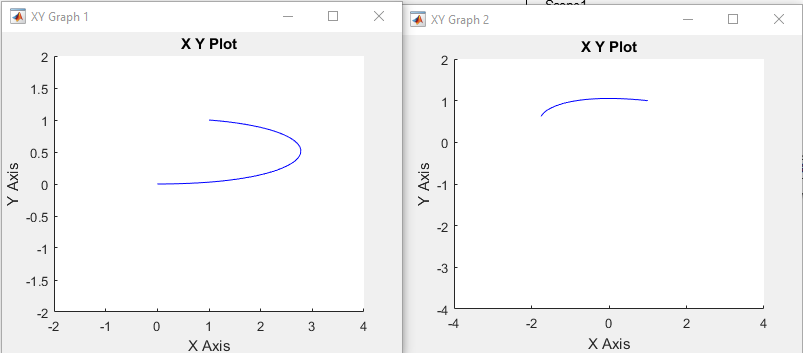 Scope1
XY Graph 1
X Y Plot
2
1.5
1
0.5
0
-0.5
-1
-1.5
-2
Y Axis
-2 -1 0 1 2 3 4
X Axis
XY Graph 2
X Y Plot
2
1
0
-1
-2
-3
-4
Y Axis
-4 -2 0 2 4
X Axis